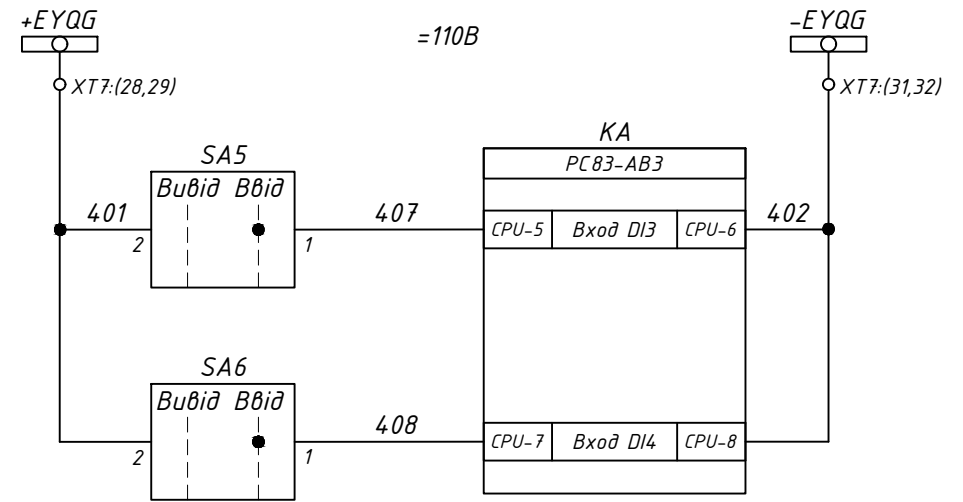 +EYQG
=110В
-EYQG
XT7:(28,29)
XT7:(31,32)
KA
SA5
РС83-АВ3
Вивід Ввід
401
407
CPU-5 Вход DI3 CPU-6
402
2
1
SA6
Вивід Ввід
408
CPU-7 Вход DI4 CPU-8
2
1